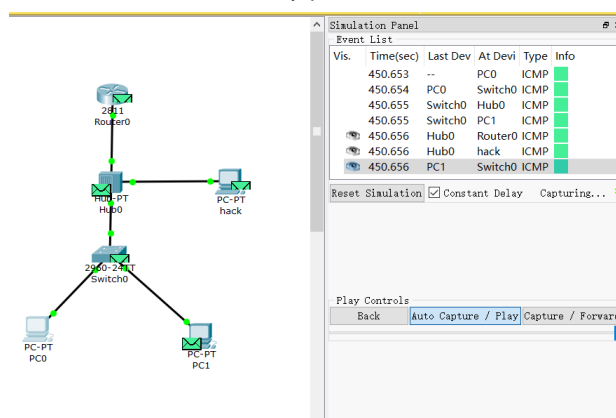 2811
Router0
HUB-PT
Hub0
PC-PT
hack
2960-24TT
Switch0
PC-PT
PC0
PC-PT
PC1
Simulation Panel
Event List
Vis. Time(sec) Last Dev At Devi Type Info
450.653 -- PC0 ICMP
450.654 PC0 Switch0 ICMP
450.655 Switch0 Hub0 ICMP
450.655 Switch0 PC1 ICMP
450.656 Hub0 Router0 ICMP
450.656 Hub0 hack ICMP
450.656 PC1 Switch0 ICMP
Reset Simulation Constant Delay Capturing...
Play Controls
Back Auto Capture / Play Capture / Forward